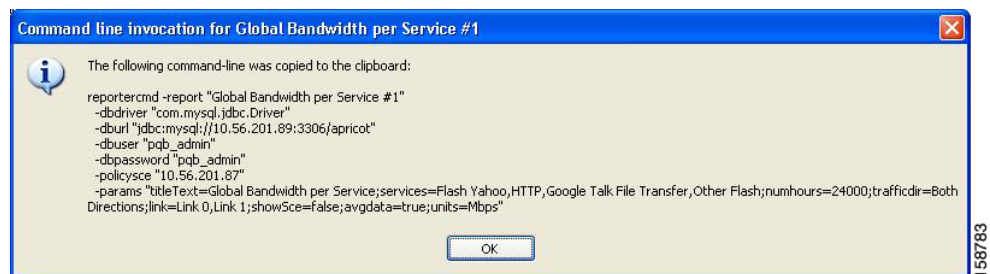 Command line invocation for Global Bandwidth per Service #1
The following command-line was copied to the clipboard:
reportercmd -report "Global Bandwidth per Service #1"
-dbdriver "com.mysql.jdbc.Driver"
-dburl "jdbc:mysql://10.56.201.89:3306/apricot"
-dbuser "pqb_admin"
-dbpassword "pqb_admin"
-policysce "10.56.201.87"
-params "titleText=Global Bandwidth per Service;services=Flash Yahoo,HTTP,Google Talk File Transfer,Other Flash;numhours=24000;trafficdir=Both
Directions;link=Link 0,Link 1;showSce=false;avgdata=true;units=Mbps"
OK
158783